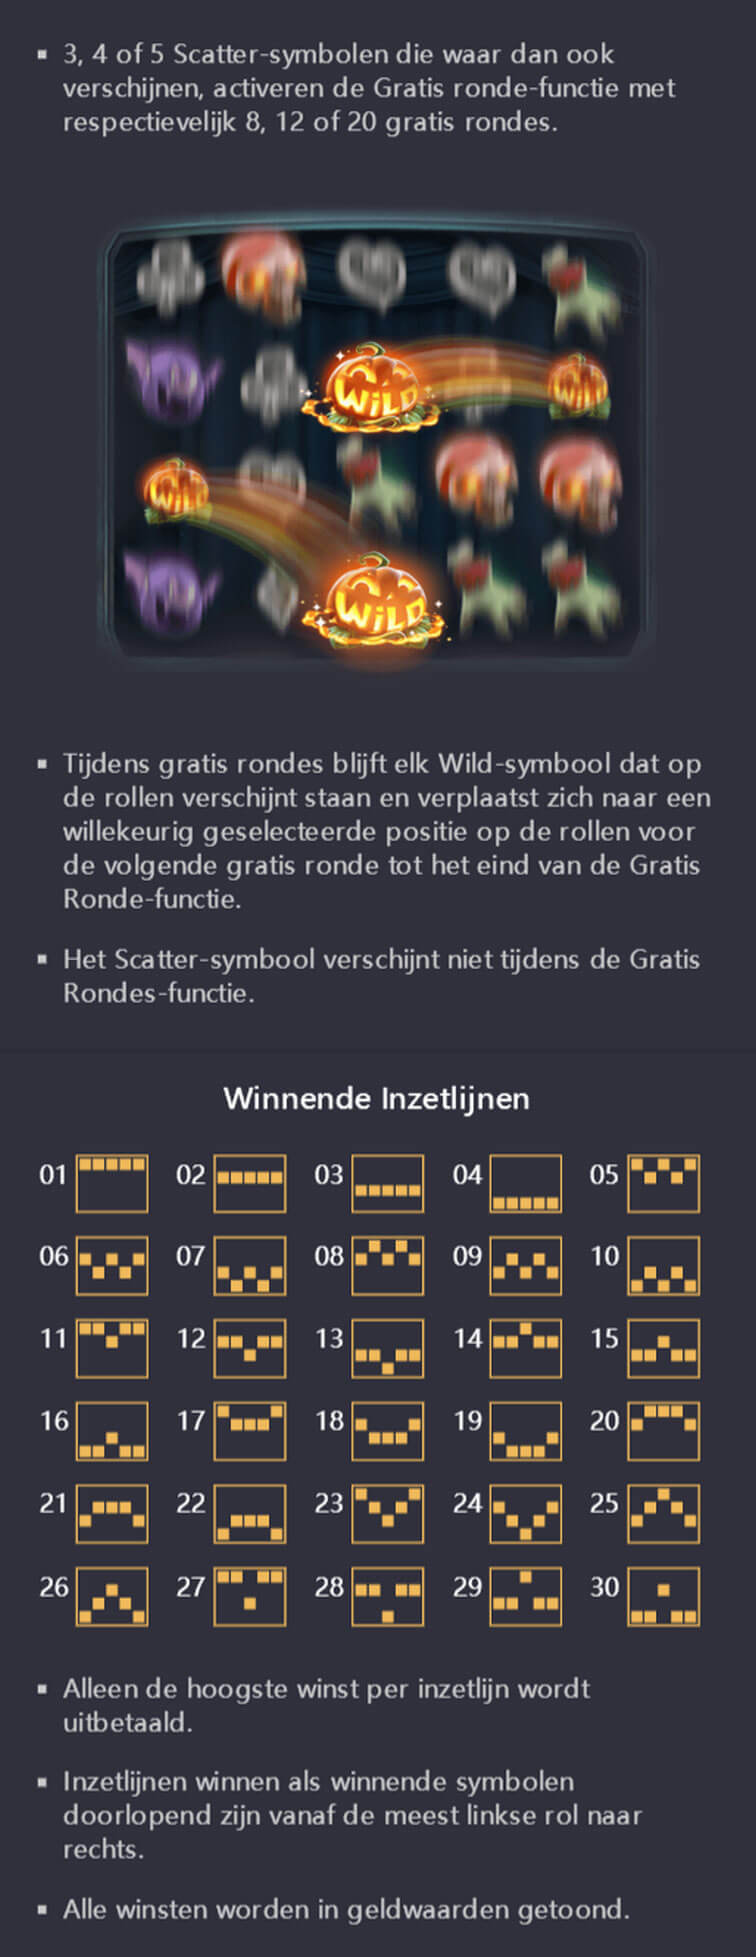 ▪ 3, 4 of 5 Scatter-symbolen die waar dan ook
verschijnen, activeren de Gratis ronde-functie met
respectievelijk 8, 12 of 20 gratis rondes.
WILD
WILD
WILD
WILD
▪ Tijdens gratis rondes blijft elk Wild-symbool dat op
de rollen verschijnt staan en verplaatst zich naar een
willekeurig geselecteerde positie op de rollen voor
de volgende gratis ronde tot het eind van de Gratis
Ronde-functie.
▪ Het Scatter-symbool verschijnt niet tijdens de Gratis
Rondes-functie.
Winnende Inzetlijnen
01 02 03 04 05
06 07 08 09 10
11 12 13 14 15
16 17 18 19 20
21 22 23 24 25
26 27 28 29 30
▪ Alleen de hoogste winst per inzetlijn wordt
uitbetaald.
▪ Inzetlijnen winnen als winnende symbolen
doorlopend zijn vanaf de meest linkse rol naar
rechts.
▪ Alle winsten worden in geldwaarden getoond.